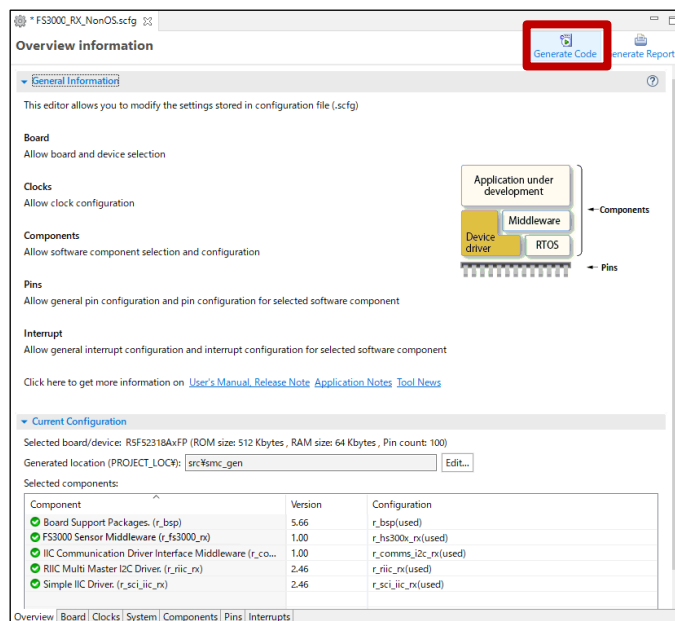 * FS3000_RX_NonOS.scfg
Overview information
Generate Code
enerate Report
General Information
This editor allows you to modify the settings stored in configuration file (.scfg)
Board
Allow board and device selection
Clocks
Allow clock configuration
Components
Allow software component selection and configuration
Pins
Allow general pin configuration and pin configuration for selected software component
Interrupt
Allow general interrupt configuration and interrupt configuration for selected software component
Application under
development
Middleware
Device
driver
RTOS
Components
Pins
Click here to get more information on User's Manual, Release Note Application Notes Tool News
Current Configuration
Selected board/device: R5F52318AxFP (ROM size: 512 Kbytes , RAM size: 64 Kbytes , Pin count: 100)
Generated location (PROJECT_LOC¥): src¥smc_gen Edit...
Selected components:
Component Version Configuration
Board Support Packages. (r_bsp) 5.66 r_bsp(used)
FS3000 Sensor Middleware (r_fs3000_rx) 1.00 r_hs300x_rx(used)
IIC Communication Driver Interface Middleware (r_co... 1.00 r_comms_i2c_rx(used)
RIIC Multi Master I2C Driver. (r_riic_rx) 2.46 r_riic_rx(used)
Simple IIC Driver. (r_sci_iic_rx) 2.46 r_sci_iic_rx(used)
Overview Board Clocks System Components Pins Interrupts